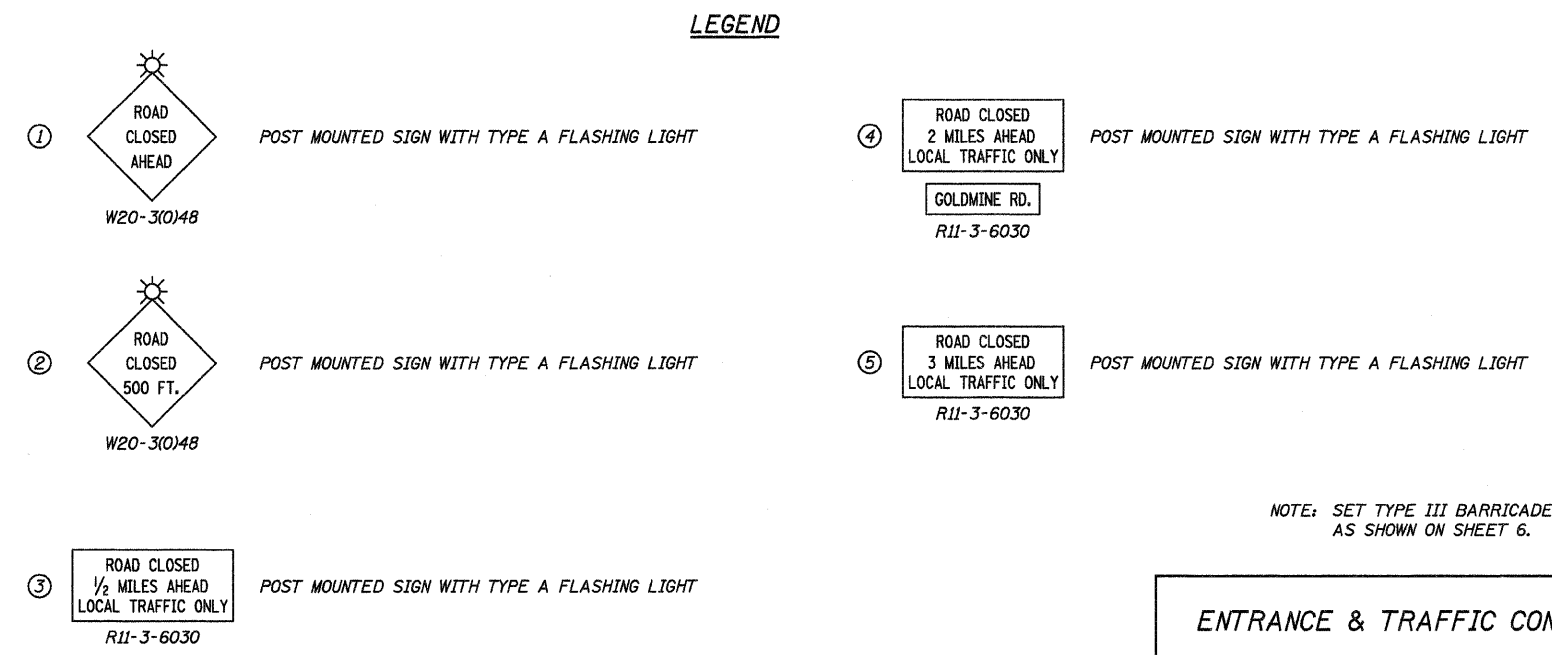 LEGEND
①
ROAD
CLOSED
AHEAD
W20-3(O)48
POST MOUNTED SIGN WITH TYPE A FLASHING LIGHT
②
ROAD
CLOSED
500 FT.
W20-3(O)48
POST MOUNTED SIGN WITH TYPE A FLASHING LIGHT
③
ROAD CLOSED
1/2 MILES AHEAD
LOCAL TRAFFIC ONLY
R11-3-6030
POST MOUNTED SIGN WITH TYPE A FLASHING LIGHT
④
ROAD CLOSED
2 MILES AHEAD
LOCAL TRAFFIC ONLY
GOLDMINE RD.
R11-3-6030
POST MOUNTED SIGN WITH TYPE A FLASHING LIGHT
⑤
ROAD CLOSED
3 MILES AHEAD
LOCAL TRAFFIC ONLY
R11-3-6030
POST MOUNTED SIGN WITH TYPE A FLASHING LIGHT
NOTE: SET TYPE III BARRICADE
AS SHOWN ON SHEET 6.
ENTRANCE & TRAFFIC